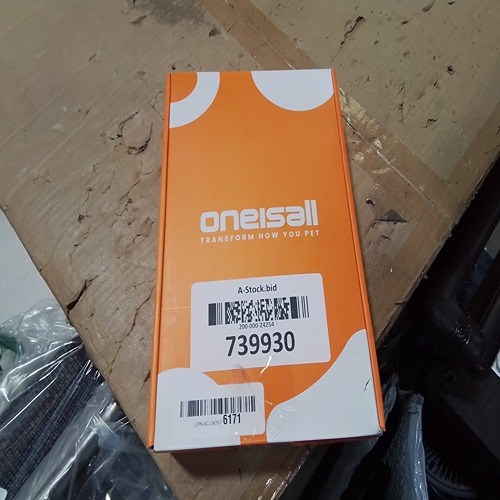 oneisall
TRANSFORM HOW YOU PET
A-Stock.bid
200-000-24254
739930
6171